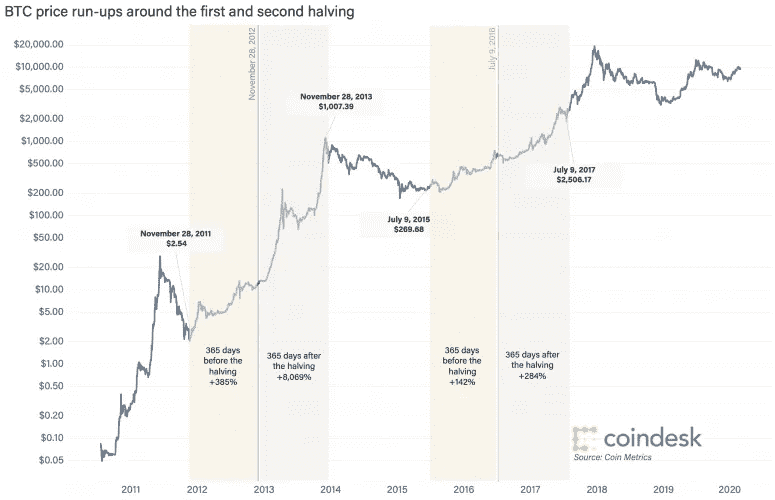 BTC price run-ups around the first and second halving
$20,000.00
$10,000.00
$5,000.00
$2,000.00
$1,000.00
$500.00
$200.00
$100.00
$50.00
$20.00
$10.00
$5.00
$2.00
$1.00
$0.50
$0.20
$0.10
$0.05
November 28, 2012
July 9, 2016
November 28, 2013
$1,007.39
November 28, 2011
$2.54
July 9, 2015
$269.68
July 9, 2017
$2,506.17
365 days
before the
halving
+385%
365 days after
the halving
+8,069%
365 days
before the
halving
+142%
365 days after
the halving
+284%
coindesk
Source: Coin Metrics
2011
2012
2013
2014
2015
2016
2017
2018
2019
2020